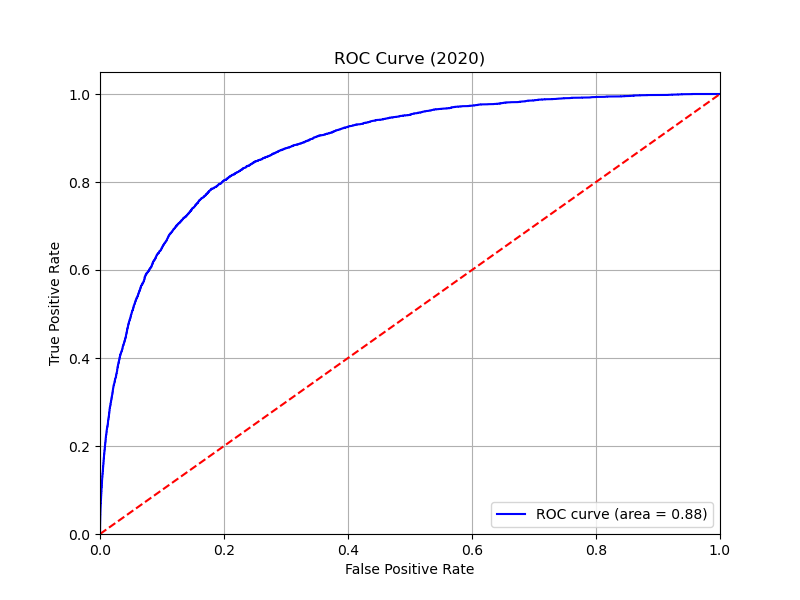 ROC Curve (2020)
1.0
0.8
0.6
0.4
0.2
0.0
True Positive Rate
ROC curve (area = 0.88)
0.0 0.2 0.4 0.6 0.8 1.0
False Positive Rate